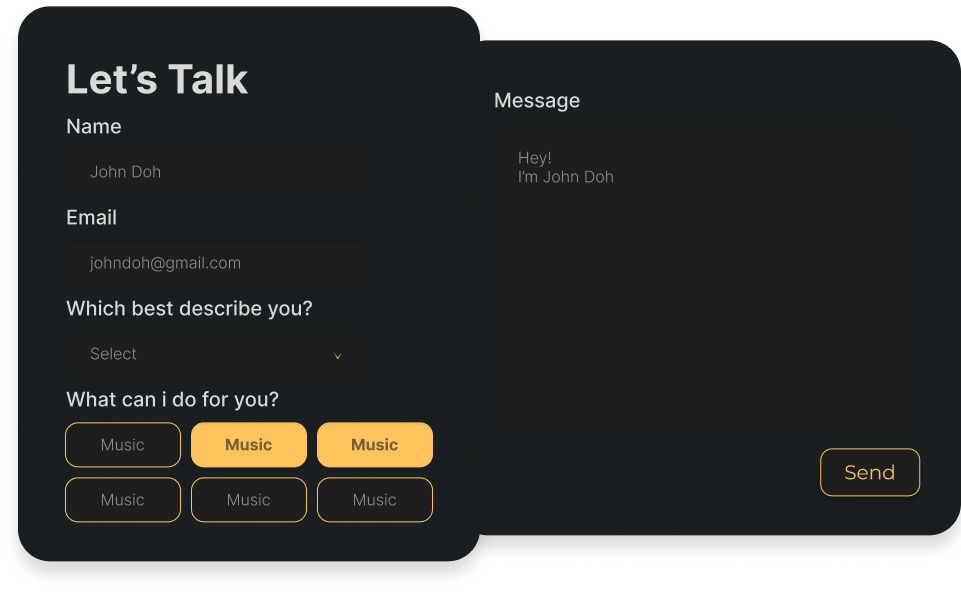 Let’s Talk
Name
John Doh
Email
johndoh@gmail.com
Which best describe you?
Select
What can i do for you?
Music
Music
Music
Music
Music
Music
Message
Hey!
I’m John Doh
Send